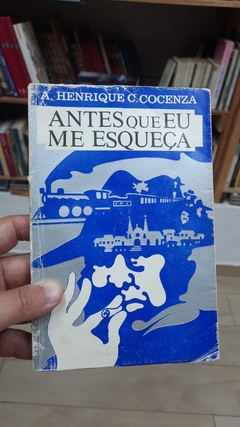 A. HENRIQUE C. COCENZA
ANTES QUE EU
ME ESQUEÇA